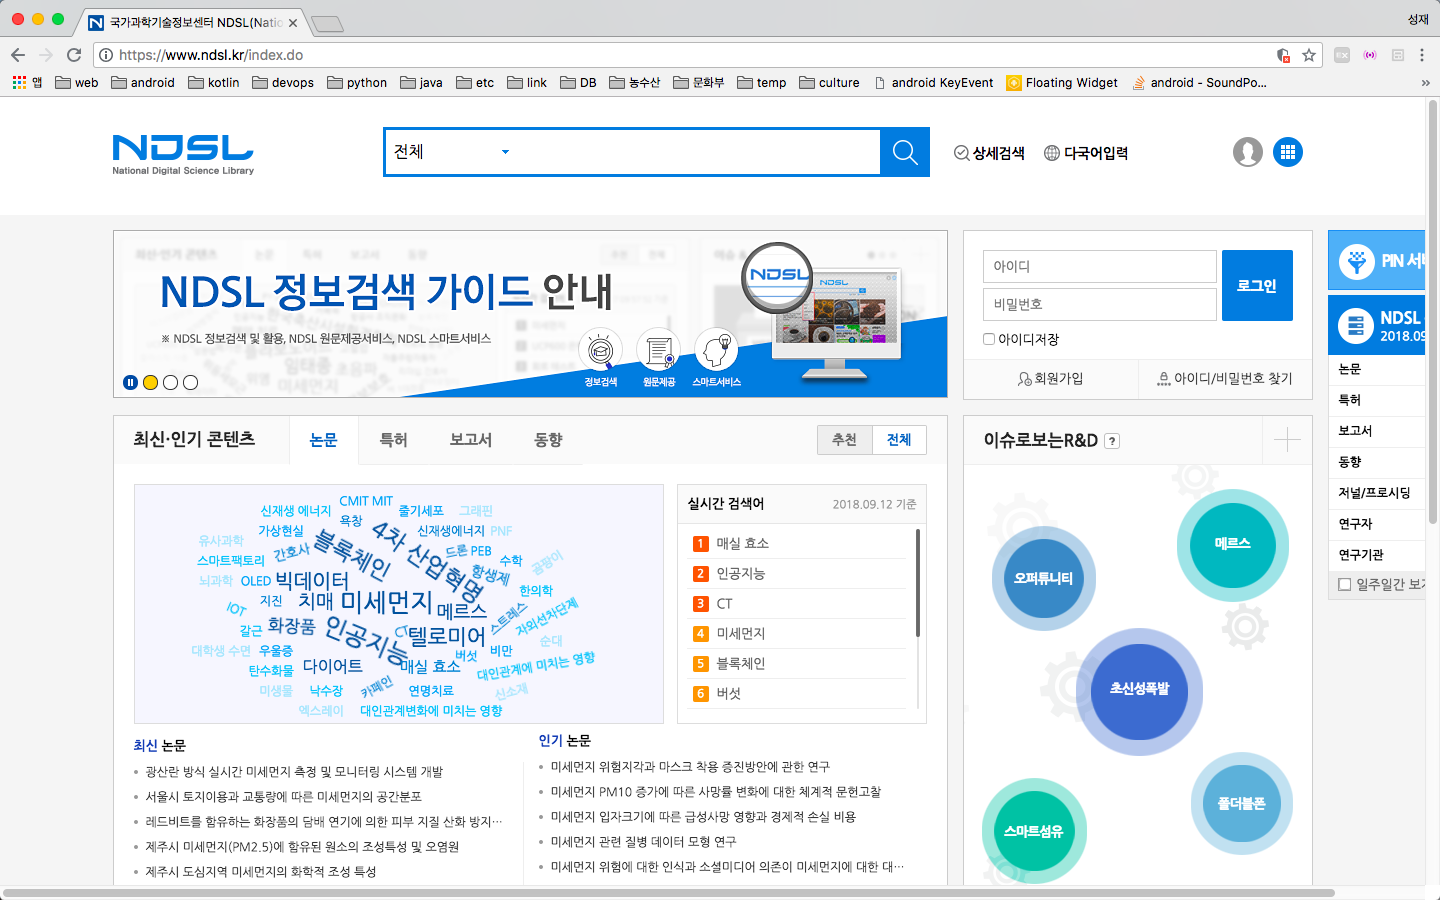 국가과학기술정보센터 NDSL(Natio
성재
https://www.ndsl.kr/index.do
앱 web android kotlin devops python java etc link DB 농수산 문화부 temp culture android KeyEvent Floating Widget android - SoundPo...
NDSL
National Digital Science Library
전체
상세검색 다국어입력
NDSL 정보검색 가이드 안내
※ NDSL 정보검색 및 활용, NDSL 원문제공서비스, NDSL 스마트서비스
정보검색 원문제공 스마트서비스
NDSL
NDSL
아이디
비밀번호
로그인
아이디저장
회원가입 아이디/비밀번호 찾기
PIN 서비
NDSL
2018.09
논문
특허
보고서
동향
저널/프로시딩
연구자
연구기관
일주일간 보기
최신·인기 콘텐츠 논문 특허 보고서 동향 추천 전체
CMIT MIT
신재생 에너지 줄기세포 그래핀
욕창
가상현실 4차 산업혁명 신재생에너지 PNF
유사과학 간호사 블록체인 드론 PEB
스마트팩토리 수학 곰팡이
뇌과학 OLED 빅데이터 항생제
한의학
IOT 지진 치매 미세먼지 메르스 스트레스 자외선차단제
갈근 화장품 인공지능 CT 텔로미어 순대
대학생 수면 우울증 버섯 비만
탄수화물 다이어트 매실 효소 대인관계에 미치는 영향
미생물 낙수장 카페인 연명치료 신소재
엑스레이 대인관계변화에 미치는 영향
실시간 검색어 2018.09.12 기준
1 매실 효소
2 인공지능
3 CT
4 미세먼지
5 블록체인
6 버섯
최신 논문
광산란 방식 실시간 미세먼지 측정 및 모니터링 시스템 개발
서울시 토지이용과 교통량에 따른 미세먼지의 공간분포
레드비트를 함유하는 화장품의 담배 연기에 의한 피부 지질 산화 방지…
제주시 미세먼지(PM2.5)에 함유된 원소의 조성특성 및 오염원
제주시 도심지역 미세먼지의 화학적 조성 특성
인기 논문
미세먼지 위험지각과 마스크 착용 증진방안에 관한 연구
미세먼지 PM10 증가에 따른 사망률 변화에 대한 체계적 문헌고찰
미세먼지 입자크기에 따른 급성사망 영향과 경제적 손실 비용
미세먼지 관련 질병 데이터 모형 연구
미세먼지 위험에 대한 인식과 소셜미디어 의존이 미세먼지에 대한 대…
이슈로보는R&D ?
메르스
오퍼튜니티
초신성폭발
폴더블폰
스마트섬유